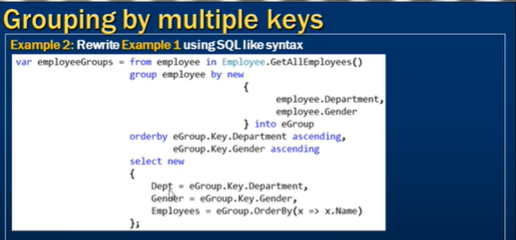 Grouping by multiple keys
Example 2: Rewrite Example 1 using SQL like syntax
var employeeGroups = from employee in Employee.GetAllEmployees()
group employee by new
{
employee.Department,
employee.Gender
} into eGroup
orderby eGroup.Key.Department ascending,
eGroup.Key.Gender ascending
select new
{
Dept = eGroup.Key.Department,
Gender = eGroup.Key.Gender,
Employees = eGroup.OrderBy(x => x.Name)
};